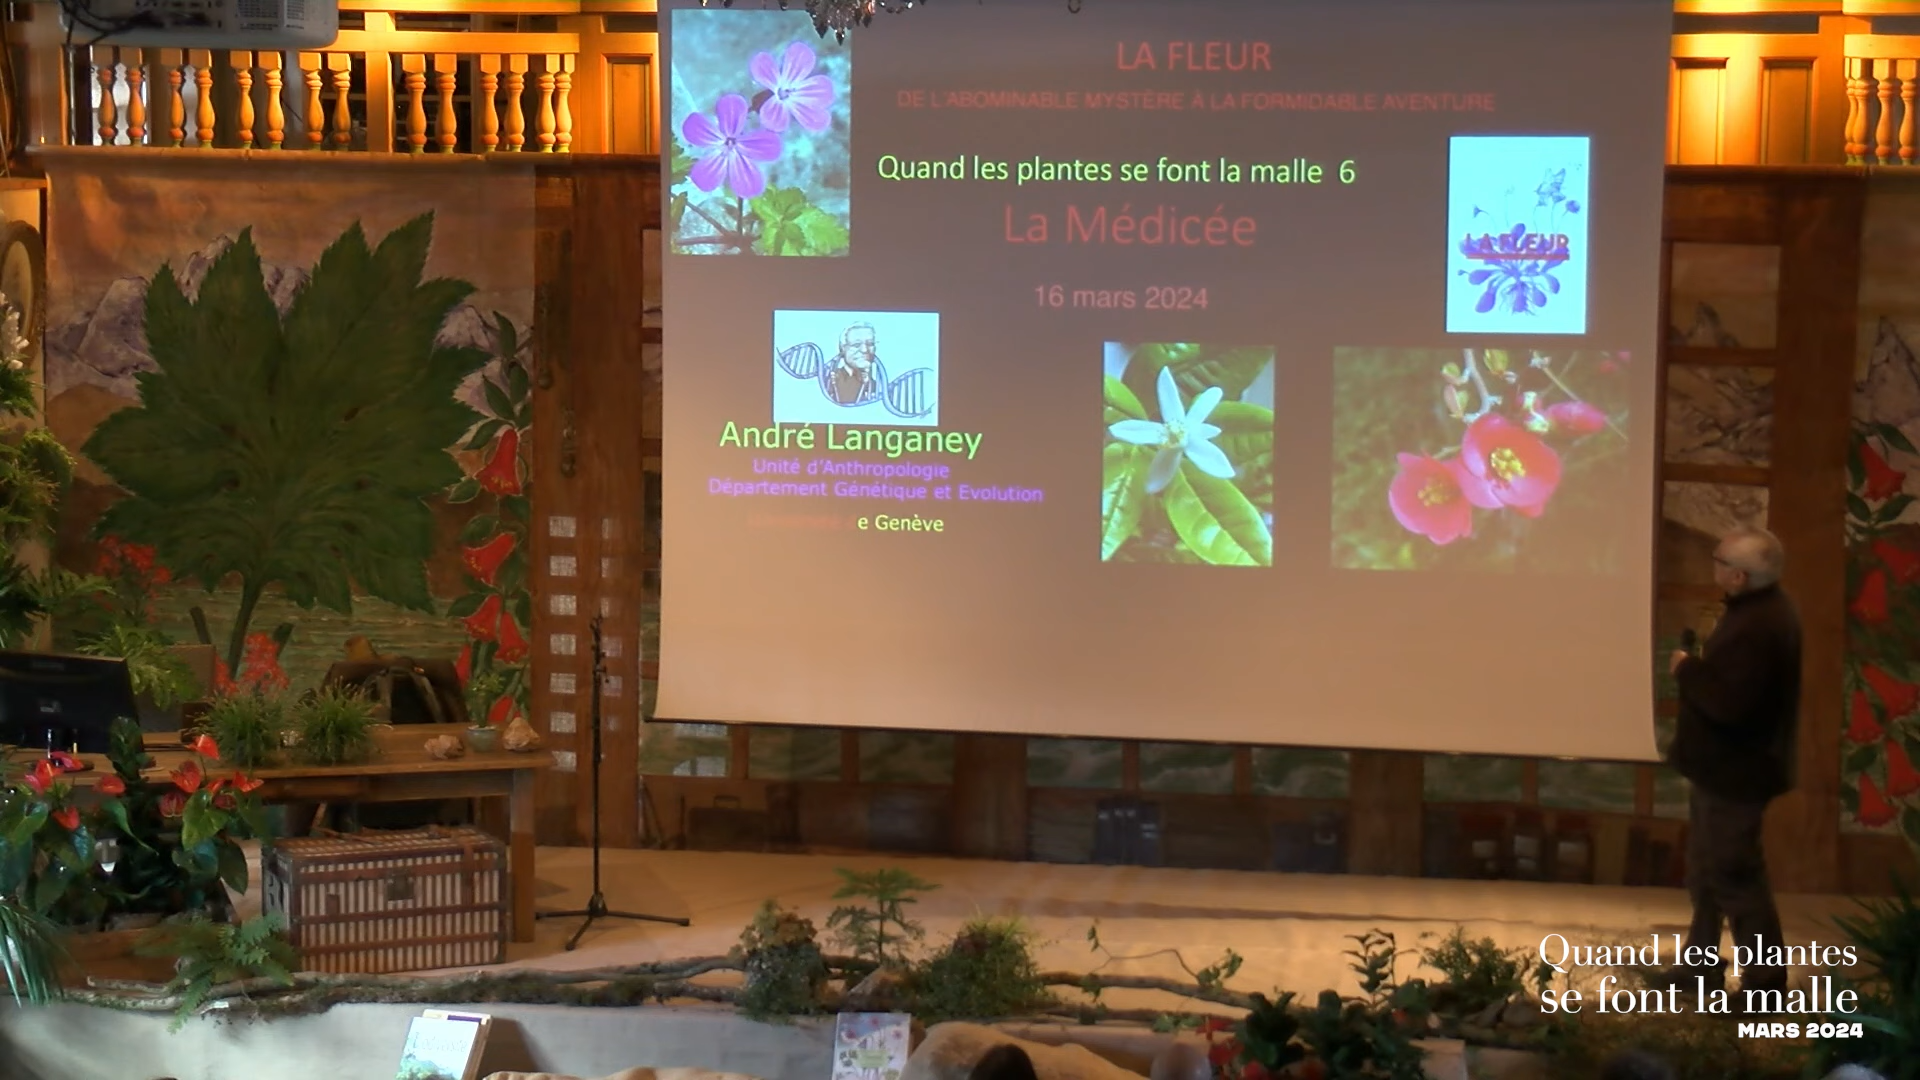 LA FLEUR
DE L'ABOMINABLE MYSTÈRE À LA FORMIDABLE AVENTURE
Quand les plantes se font la malle 6
La Médicée
16 mars 2024
LA FLEUR
André Langaney
Unité d'Anthropologie
Département Génétique et Evolution
e Genève
Quand les plantes
se font la malle
MARS 2024